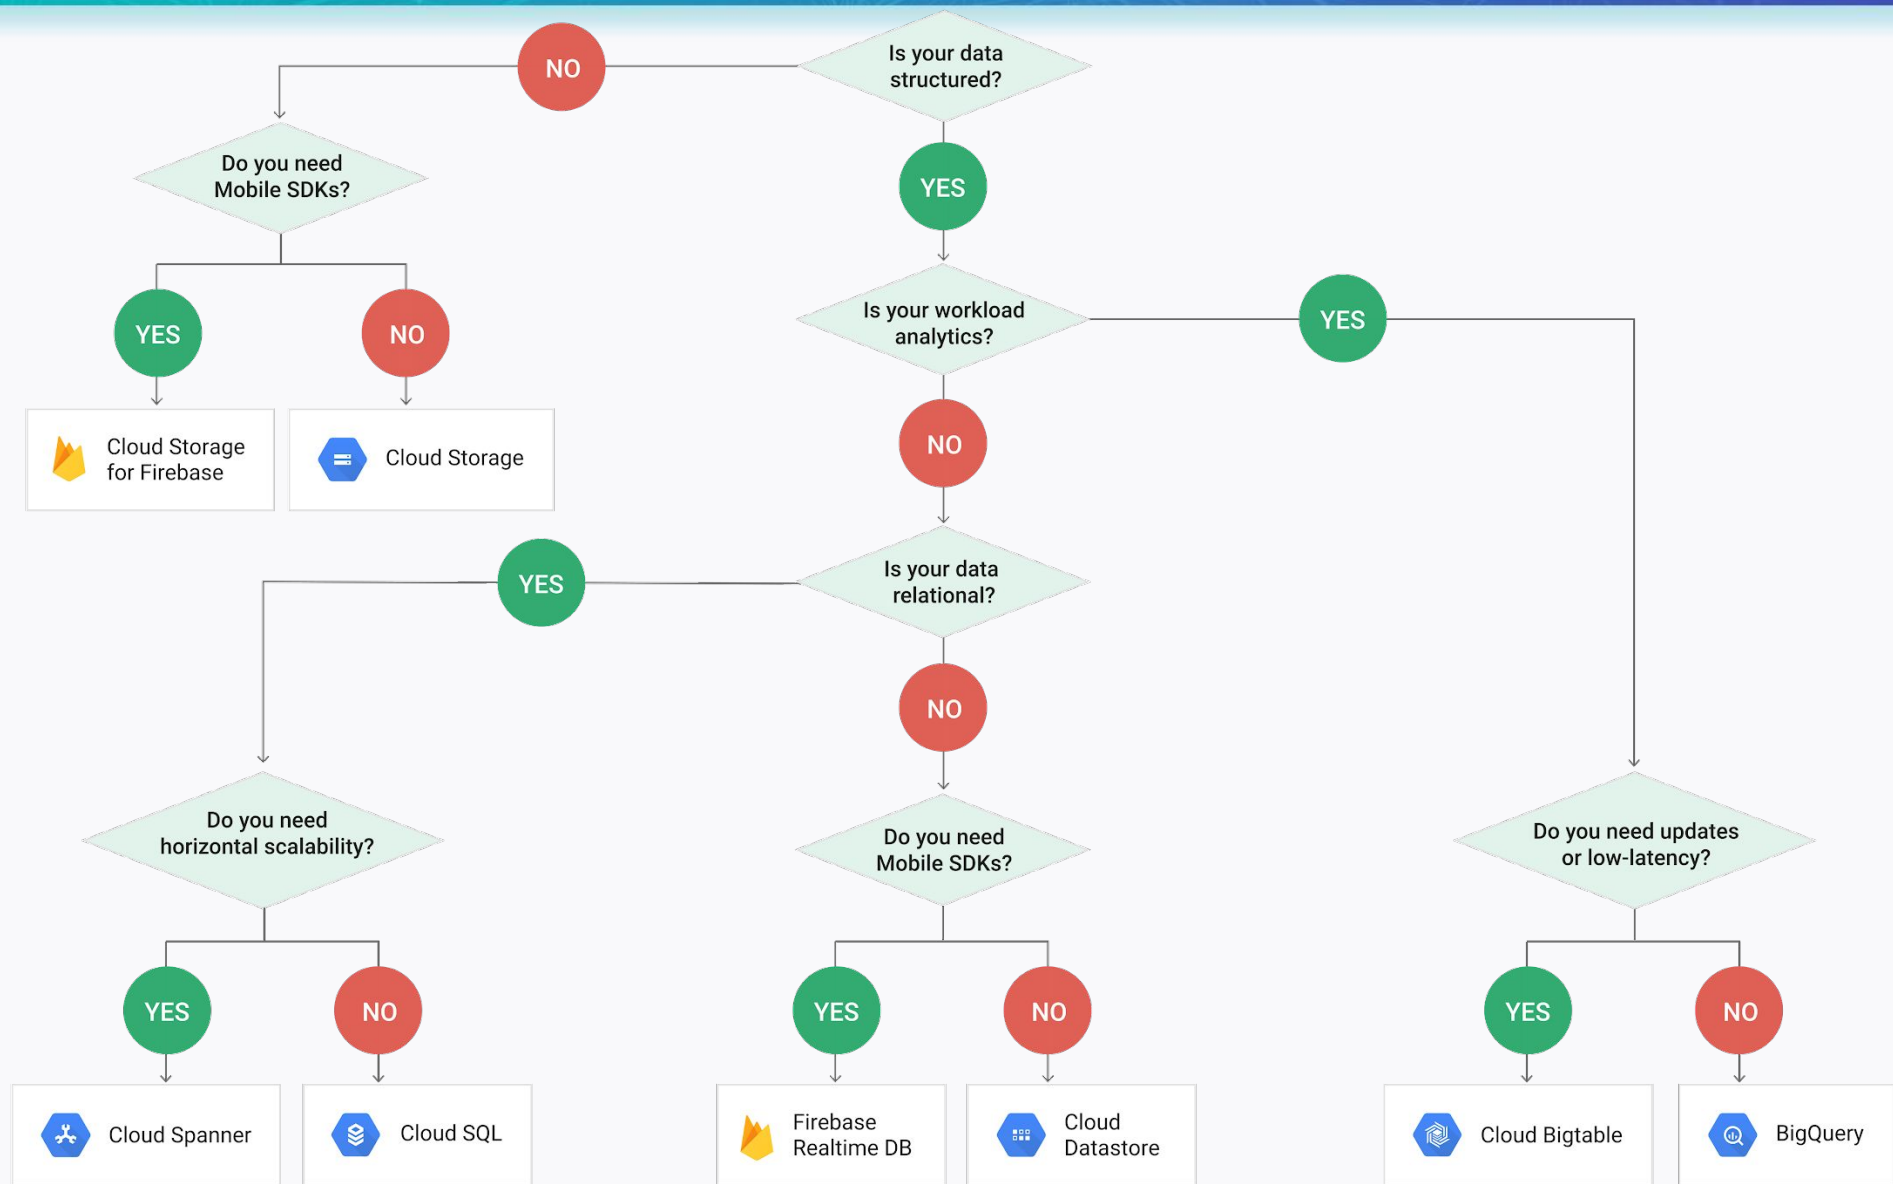 Is your data
structured?
NO
Do you need
Mobile SDKs?
YES
NO
Cloud Storage
for Firebase
Cloud Storage
YES
Is your workload
analytics?
YES
NO
Is your data
relational?
YES
NO
Do you need
horizontal scalability?
YES
NO
Cloud Spanner
Cloud SQL
Do you need
Mobile SDKs?
YES
NO
Firebase
Realtime DB
Cloud
Datastore
Do you need updates
or low-latency?
YES
NO
Cloud Bigtable
BigQuery